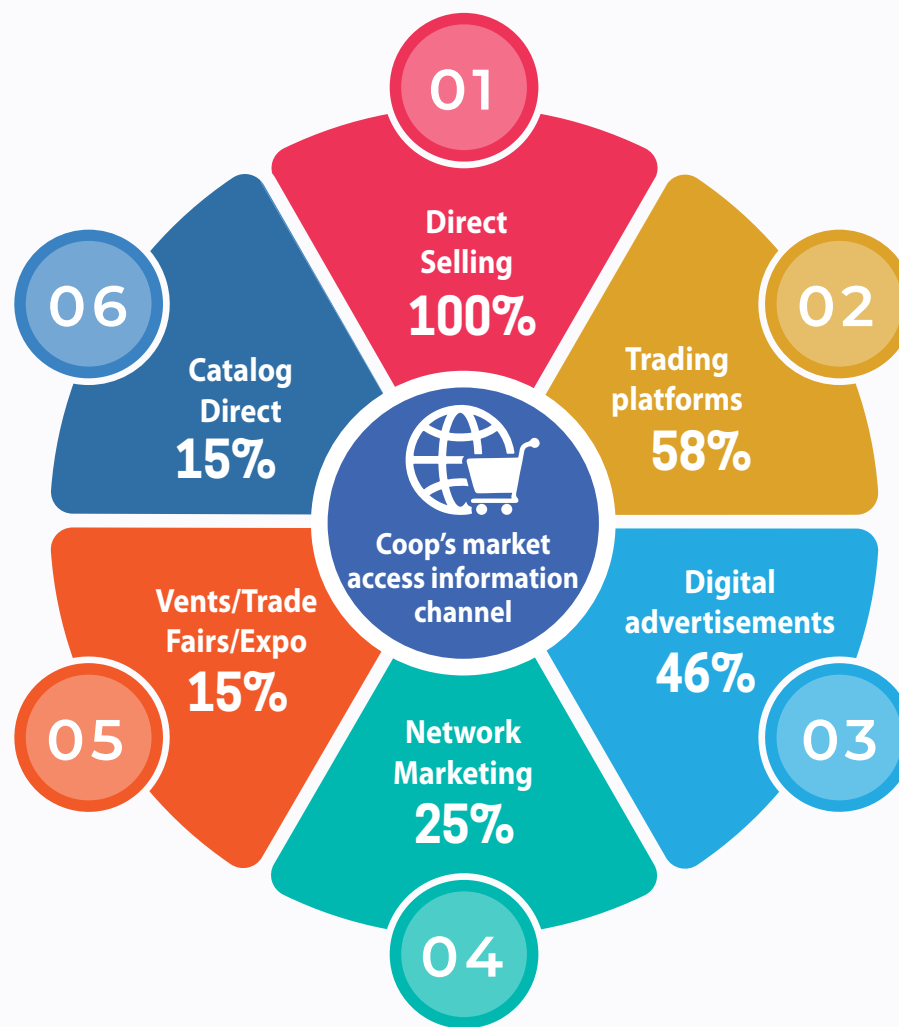 01
Direct
Selling
100%
02
Trading
platforms
58%
Digital
advertisements
46%
03
Network
Marketing
25%
04
Vents/Trade
Fairs/Expo
15%
05
06
Catalog
Direct
15%
Coop's market
access information
channel